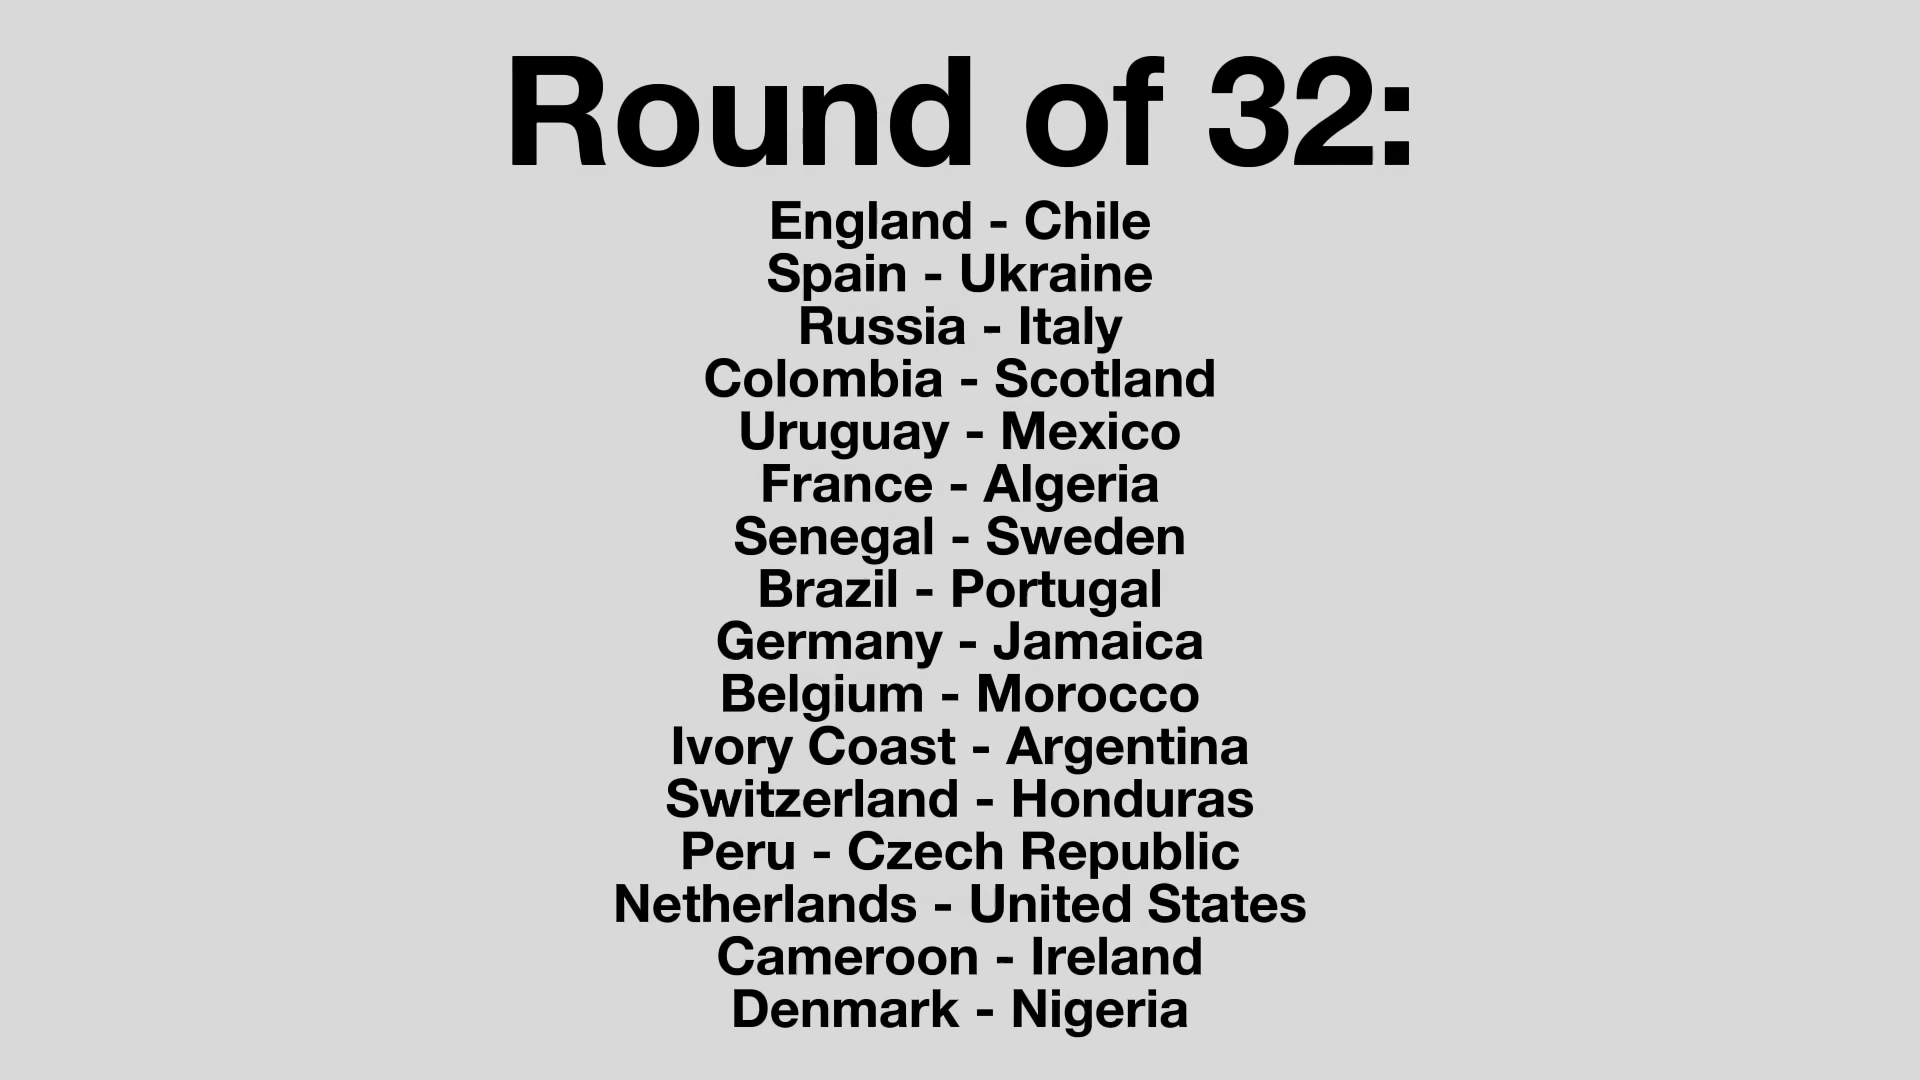 Round of 32:
England - Chile
Spain - Ukraine
Russia - Italy
Colombia - Scotland
Uruguay - Mexico
France - Algeria
Senegal - Sweden
Brazil - Portugal
Germany - Jamaica
Belgium - Morocco
Ivory Coast - Argentina
Switzerland - Honduras
Peru - Czech Republic
Netherlands - United States
Cameroon - Ireland
Denmark - Nigeria